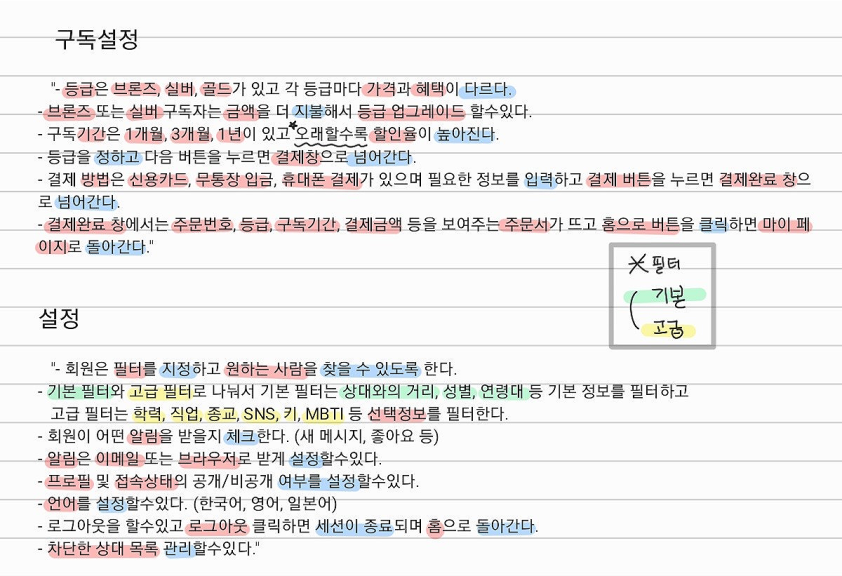 구독설정
"- 등급은 브론즈, 실버, 골드가 있고 각 등급마다 가격과 혜택이 다르다.
- 브론즈 또는 실버 구독자는 금액을 더 지불해서 등급 업그레이드 할수있다.
- 구독기간은 1개월, 3개월, 1년이 있고 *오래할수록 할인율이 높아진다.
- 등급을 정하고 다음 버튼을 누르면 결제창으로 넘어간다.
- 결제 방법은 신용카드, 무통장 입금, 휴대폰 결제가 있으며 필요한 정보를 입력하고 결제 버튼을 누르면 결제완료 창으
로 넘어간다.
- 결제완료 창에서는 주문번호, 등급, 구독기간, 결제금액 등을 보여주는 주문서가 뜨고 홈으로 버튼을 클릭하면 마이 페
이지로 돌아간다."
*필터
기본
고급
설정
"- 회원은 필터를 지정하고 원하는 사람을 찾을 수 있도록 한다.
- 기본 필터와 고급 필터로 나눠서 기본 필터는 상대와의 거리, 성별, 연령대 등 기본 정보를 필터하고
고급 필터는 학력, 직업, 종교, SNS, 키, MBTI 등 선택정보를 필터한다.
- 회원이 어떤 알림을 받을지 체크한다. (새 메시지, 좋아요 등)
- 알림은 이메일 또는 브라우저로 받게 설정할수있다.
- 프로필 및 접속상태의 공개/비공개 여부를 설정할수있다.
- 언어를 설정할수있다. (한국어, 영어, 일본어)
- 로그아웃을 할수있고 로그아웃 클릭하면 세션이 종료되며 홈으로 돌아간다.
- 차단한 상대 목록 관리할수있다."